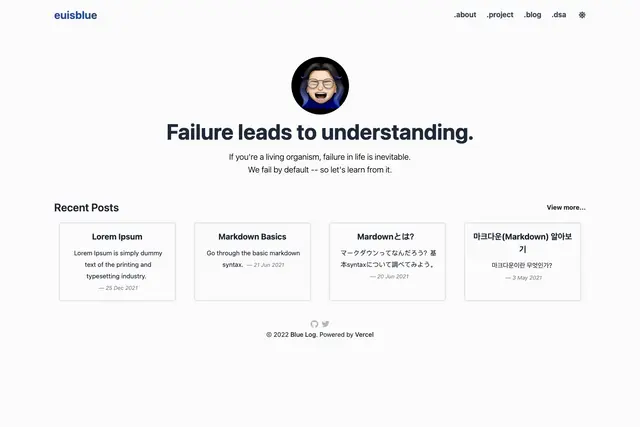 euisblue
.about .project .blog .dsa
Failure leads to understanding.
If you're a living organism, failure in life is inevitable.
We fail by default -- so let's learn from it.
Recent Posts
View more...
Lorem Ipsum
Lorem Ipsum is simply dummy
text of the printing and
typesetting industry.
— 25 Dec 2021
Markdown Basics
Go through the basic markdown
syntax. — 21 Jun 2021
Mardownとは?
マークダウンってなんだろう？基
本syntaxについて調べてみよう。
— 20 Jun 2021
마크다운(Markdown) 알아보
기
마크다운이란 무엇인가?
— 3 May 2021
© 2022 Blue Log. Powered by Vercel